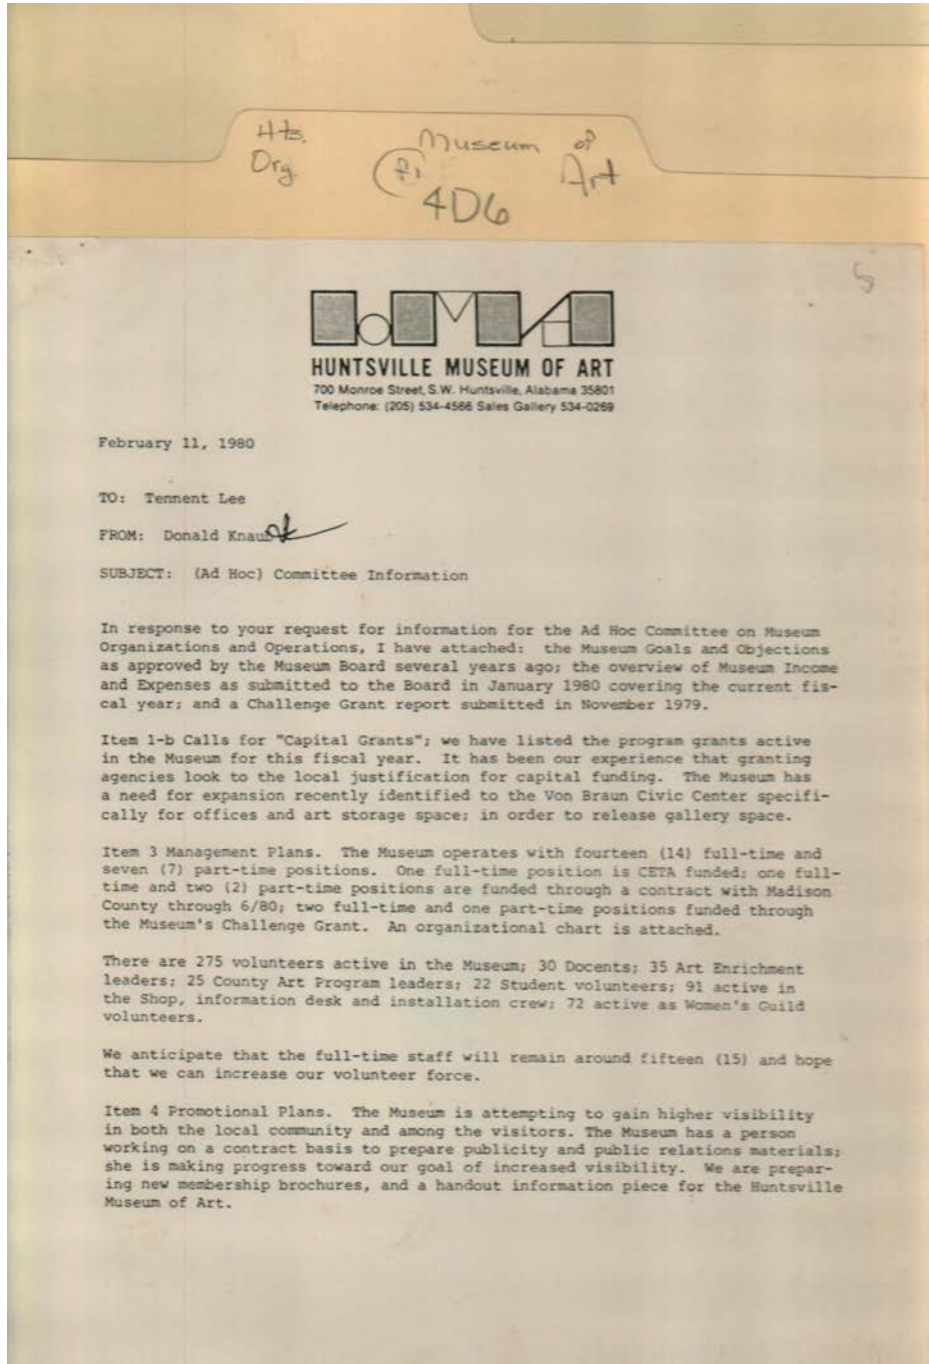 Hts. Museum of
Org. Art
4D6
HUNTSVILLE MUSEUM OF ART
700 Monroe Street, S.W. Huntsville, Alabama 35801
Telephone: (205) 534-4566 Sales Gallery 534-0269
February 11, 1980
TO: Tennent Lee
FROM: Donald Knaub
SUBJECT: (Ad Hoc) Committee Information
In response to your request for information for the Ad Hoc Committee on Museum
Organizations and Operations, I have attached: the Museum Goals and Objections
as approved by the Museum Board several years ago; the overview of Museum Income
and Expenses as submitted to the Board in January 1980 covering the current fis-
cal year; and a Challenge Grant report submitted in November 1979.
Item 1-b Calls for "Capital Grants"; we have listed the program grants active
in the Museum for this fiscal year. It has been our experience that granting
agencies look to the local justification for capital funding. The Museum has
a need for expansion recently identified to the Von Braun Civic Center specifi-
cally for offices and art storage space; in order to release gallery space.
Item 3 Management Plans. The Museum operates with fourteen (14) full-time and
seven (7) part-time positions. One full-time position is CETA funded; one full-
time and two (2) part-time positions are funded through a contract with Madison
County through 6/80; two full-time and one part-time positions funded through
the Museum's Challenge Grant. An organizational chart is attached.
There are 275 volunteers active in the Museum; 30 Docents; 35 Art Enrichment
leaders; 25 County Art Program leaders; 22 Student volunteers; 91 active in
the Shop, information desk and installation crew; 72 active as Women's Guild
volunteers.
We anticipate that the full-time staff will remain around fifteen (15) and hope
that we can increase our volunteer force.
Item 4 Promotional Plans. The Museum is attempting to gain higher visibility
in both the local community and among the visitors. The Museum has a person
working on a contract basis to prepare publicity and public relations materials;
she is making progress toward our goal of increased visibility. We are prepar-
ing new membership brochures, and a handout information piece for the Huntsville
Museum of Art.